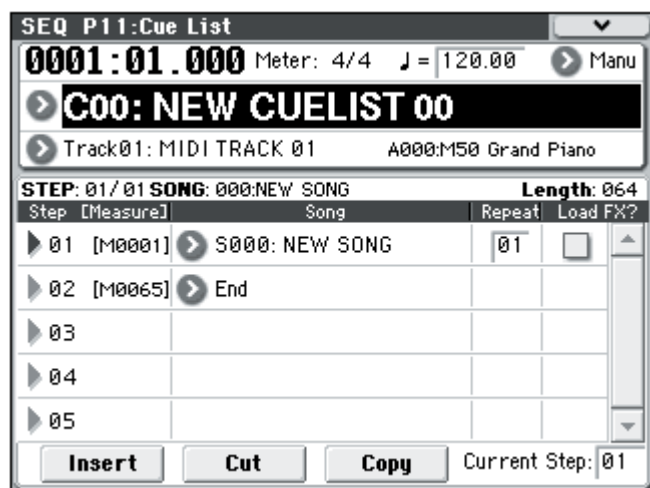 SEQ P11:Cue List
0001:01.000 Meter: 4/4 ♩= 120.00 Manu
C00: NEW CUELIST 00
Track01: MIDI TRACK 01 A000:M50 Grand Piano
STEP: 01/01 SONG: 000:NEW SONG Length: 064
Step [Measure] Song Repeat Load FX?
01 [M0001] S000: NEW SONG 01
02 [M0065] End
03
04
05
Insert Cut Copy Current Step: 01